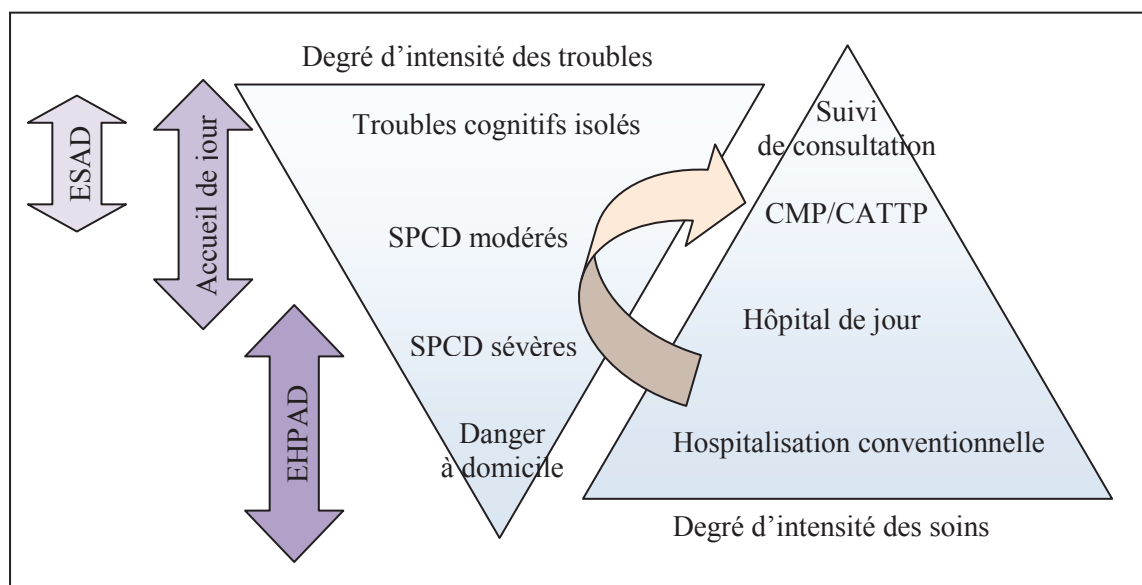 Degré d’intensité des troubles
ESAD
Accueil de jour
EHPAD
Troubles cognitifs isolés
SPCD modérés
SPCD sévères
Danger
à domicile
Suivi
de consultation
CMP/CATTP
Hôpital de jour
Hospitalisation conventionnelle
Degré d’intensité des soins